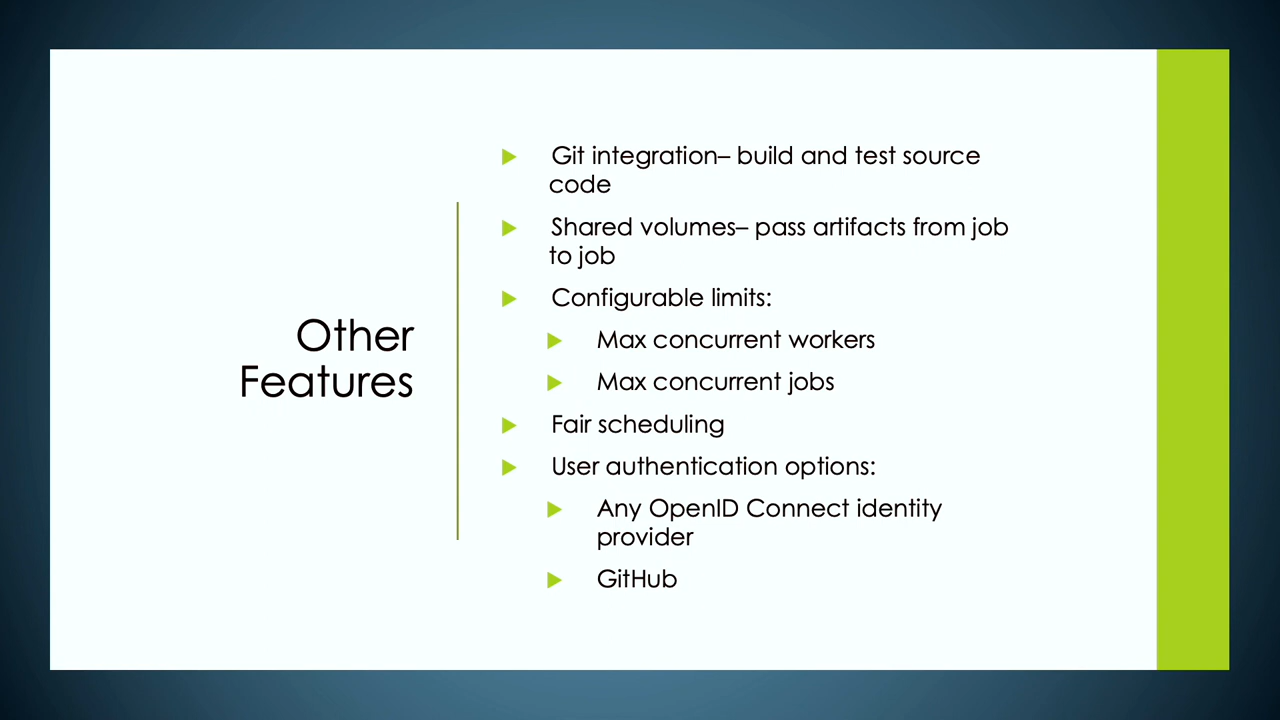 Other
Features
Git integration– build and test source
code
Shared volumes– pass artifacts from job
to job
Configurable limits:
Max concurrent workers
Max concurrent jobs
Fair scheduling
User authentication options:
Any OpenID Connect identity
provider
GitHub